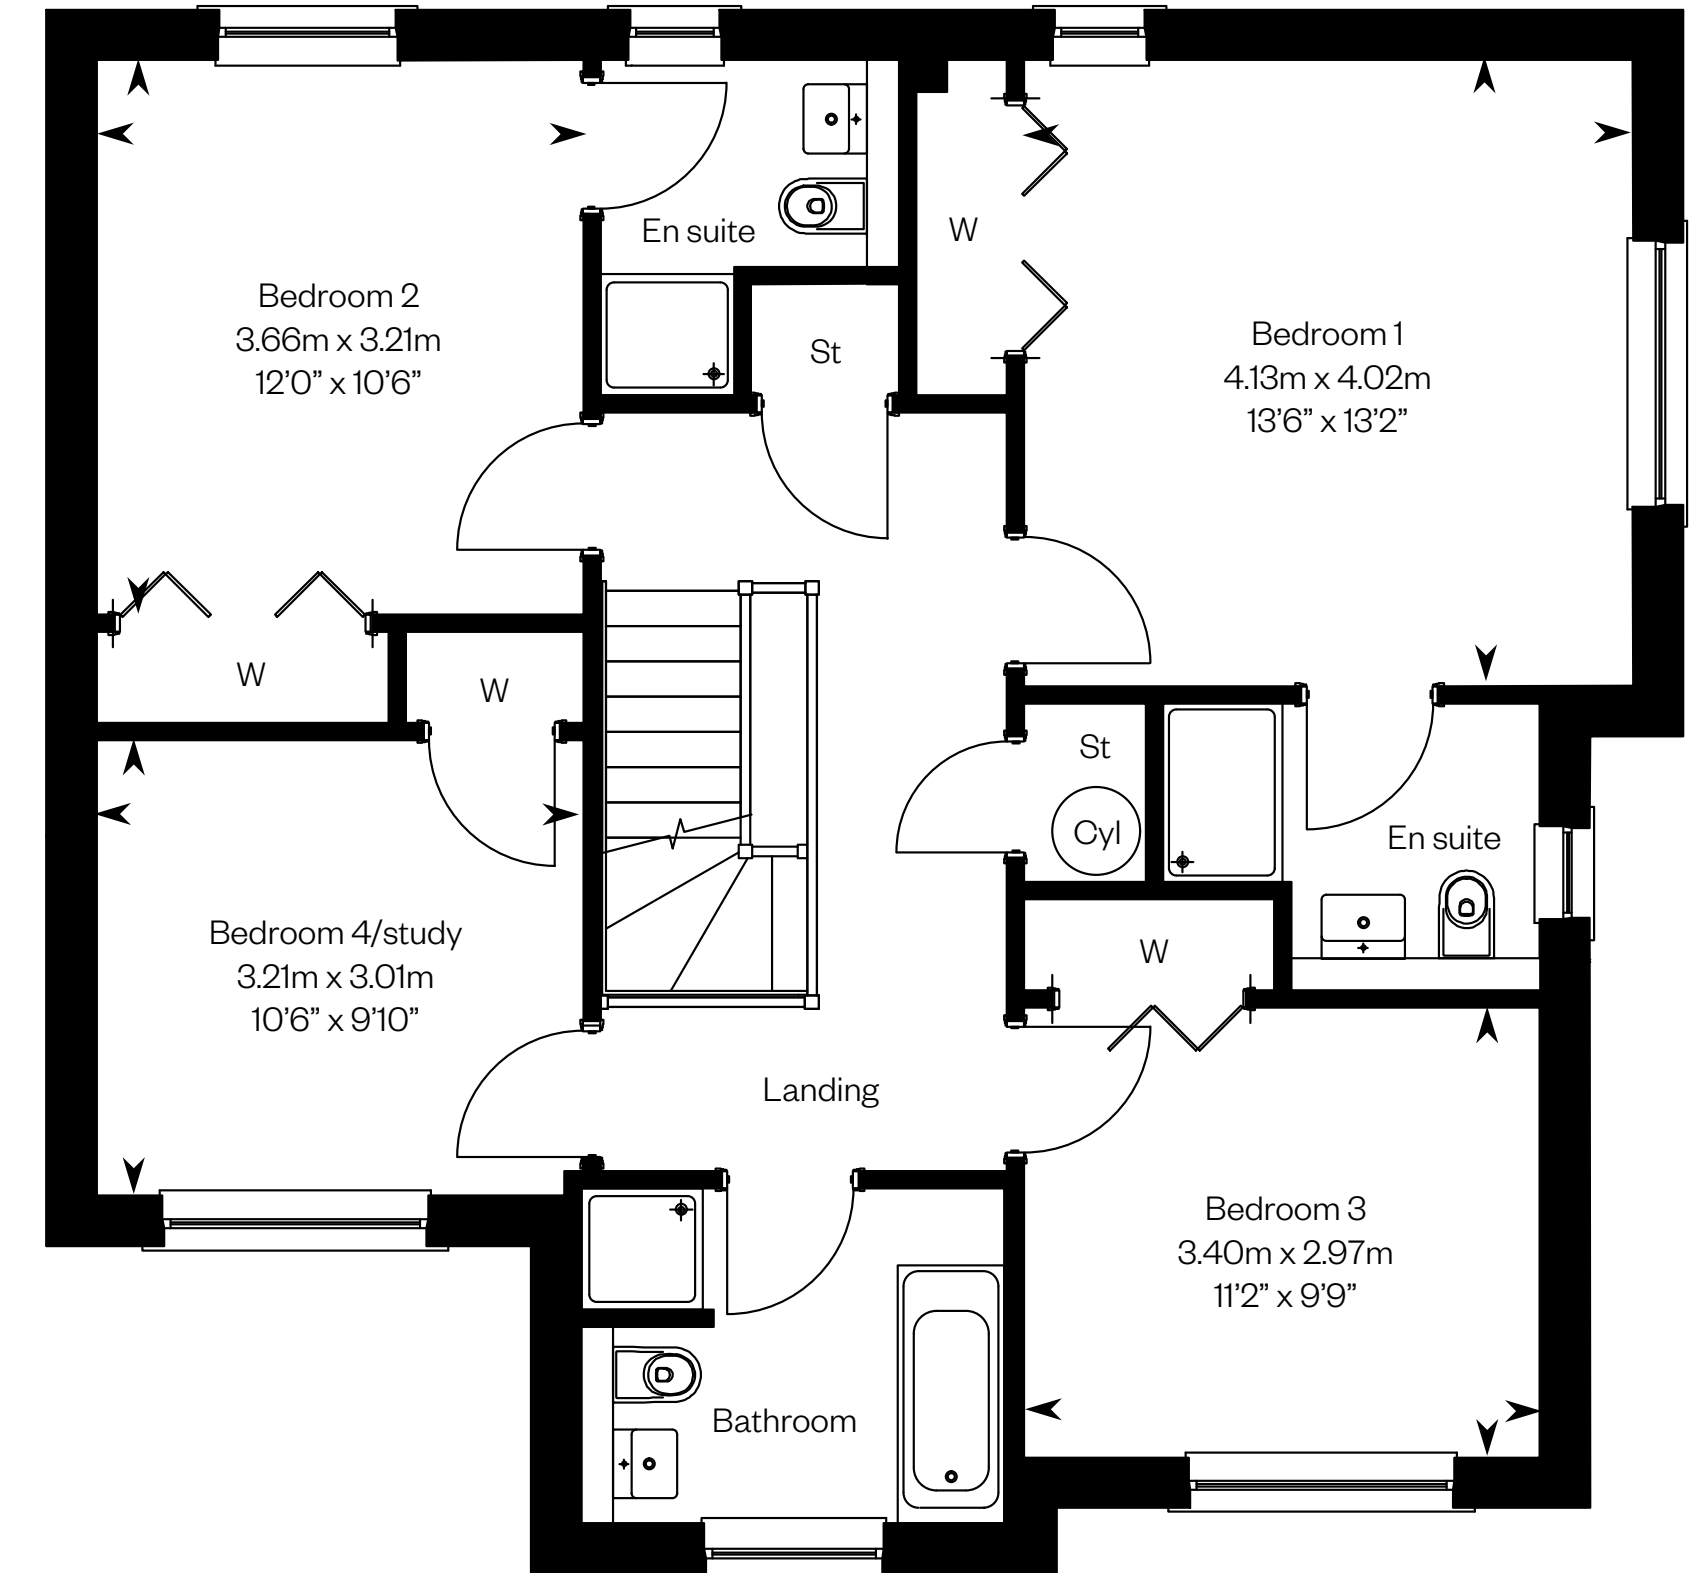 En suite
W
Bedroom 2
3.66m x 3.21m
12’0” x 10’6”
St
Bedroom 1
4.13m x 4.02m
13’6” x 13’2”
W
W
St
Cyl
En suite
Bedroom 4/study
3.21m x 3.01m
10’6” x 9’10”
W
Landing
Bedroom 3
3.40m x 2.97m
11’2” x 9’9”
Bathroom